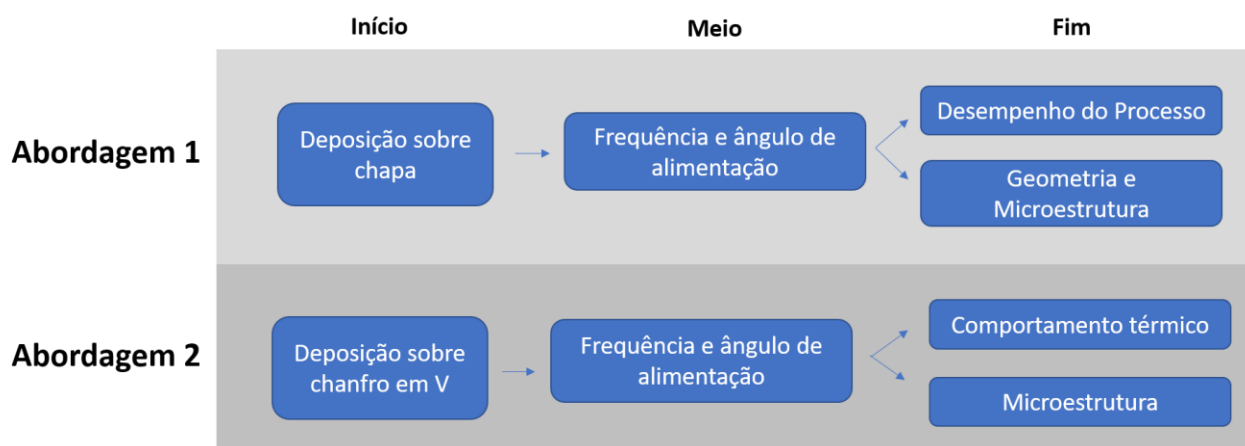 Início
Meio
Fim
Abordagem 1
Deposição sobre
chapa
Frequência e ângulo de
alimentação
Desempenho do Processo
Geometria e
Microestrutura
Abordagem 2
Deposição sobre
chanfro em V
Frequência e ângulo de
alimentação
Comportamento térmico
Microestrutura